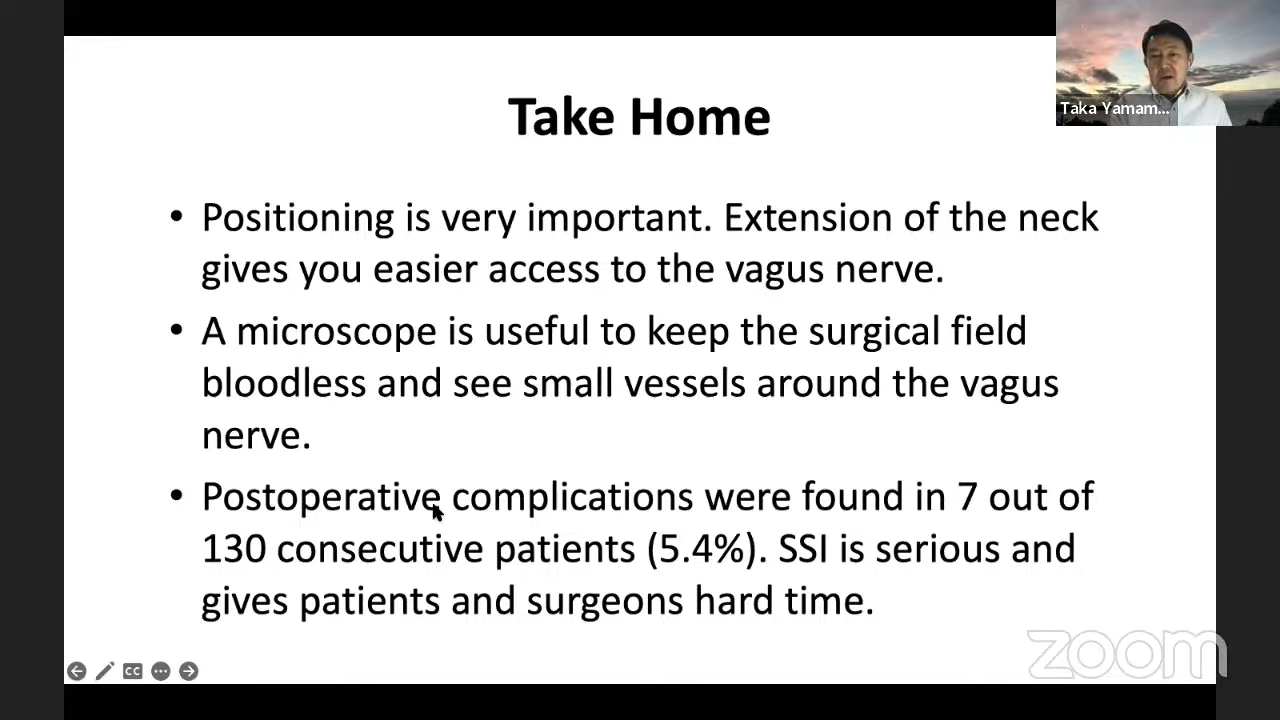 Take Home
Taka Yamam...
• Positioning is very important. Extension of the neck
gives you easier access to the vagus nerve.
• A microscope is useful to keep the surgical field
bloodless and see small vessels around the vagus
nerve.
• Postoperative complications were found in 7 out of
130 consecutive patients (5.4%). SSI is serious and
gives patients and surgeons hard time.
zoom
CC